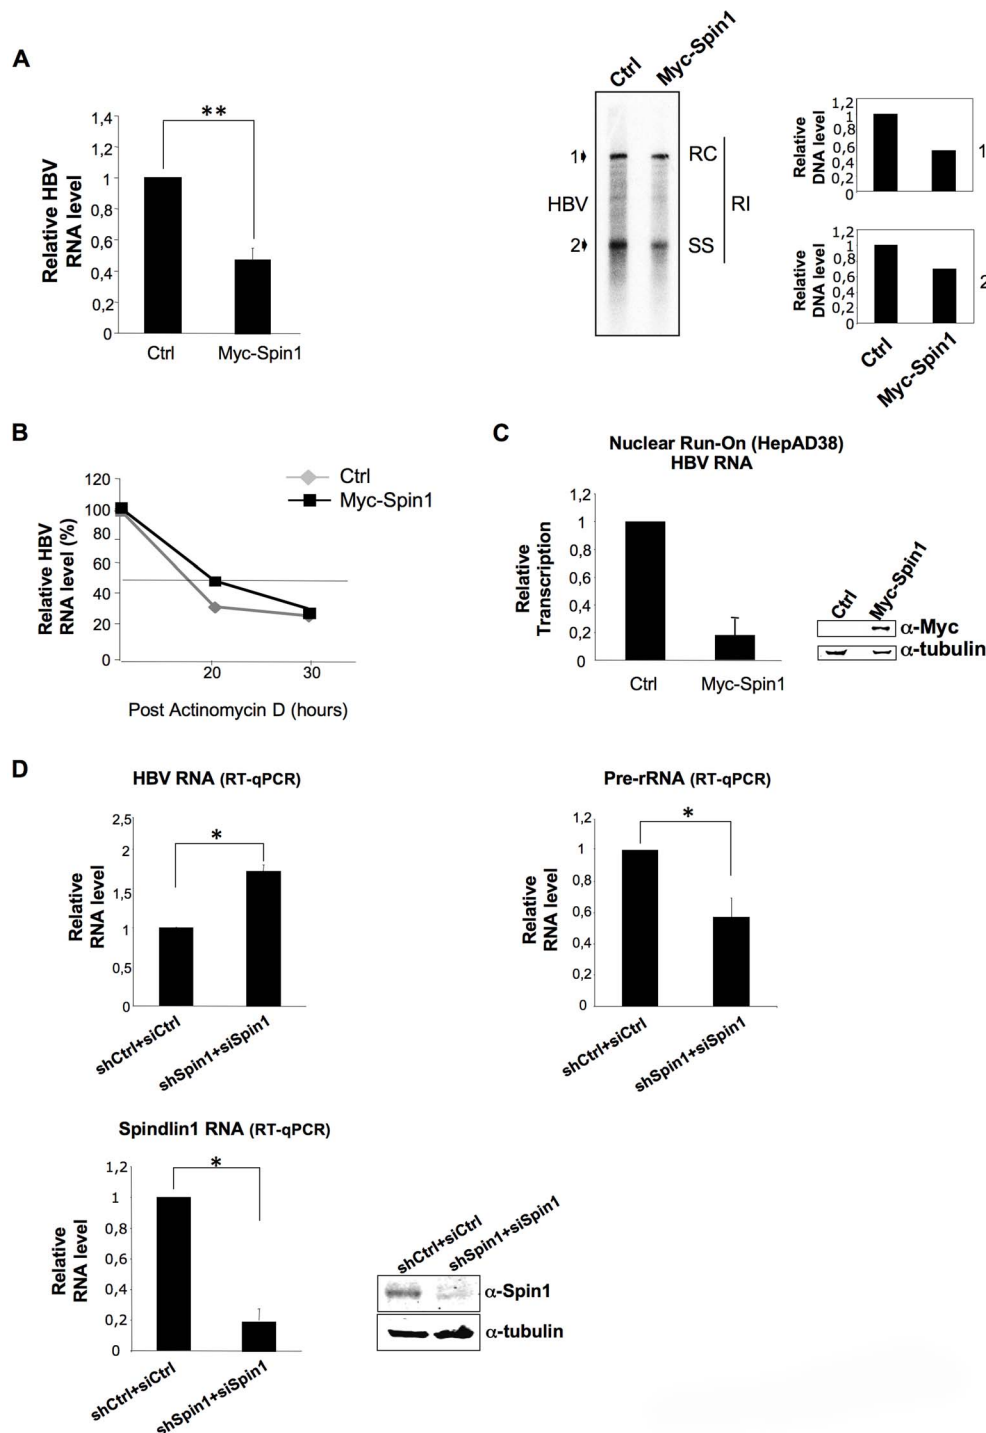 A
Relative HBV
RNA level
1,4
1,2
1
0,8
0,6
0,4
0,2
0
**
Ctrl
Myc-Spin1
Ctrl
Myc-Spin1
1
HBV
2
RC
RI
SS
Relative
DNA level
1,2
1
0,8
0,6
0,4
0,2
0
1
Relative
DNA level
1,2
1
0,8
0,6
0,4
0,2
0
2
Ctrl
Myc-Spin1
B
Relative HBV
RNA level (%)
120
100
80
60
40
20
0
Ctrl
Myc-Spin1
20
30
Post Actinomycin D (hours)
C
Nuclear Run-On (HepAD38)
HBV RNA
Relative
Transcription
1,2
1
0,8
0,6
0,4
0,2
0
Ctrl
Myc-Spin1
Ctrl
Myc-Spin1
α-Myc
α-tubulin
D
HBV RNA (RT-qPCR)
Relative
RNA level
2,5
2
1,5
1
0,5
0
*
shCtrl+siCtrl
shSpin1+siSpin1
Pre-rRNA (RT-qPCR)
Relative
RNA level
1,2
1
0,8
0,6
0,4
0,2
0
*
shCtrl+siCtrl
shSpin1+siSpin1
Spindlin1 RNA (RT-qPCR)
Relative
RNA level
1,2
1
0,8
0,6
0,4
0,2
0
*
shCtrl+siCtrl
shSpin1+siSpin1
shCtrl+siCtrl
shSpin1+siSpin1
α-Spin1
α-tubulin